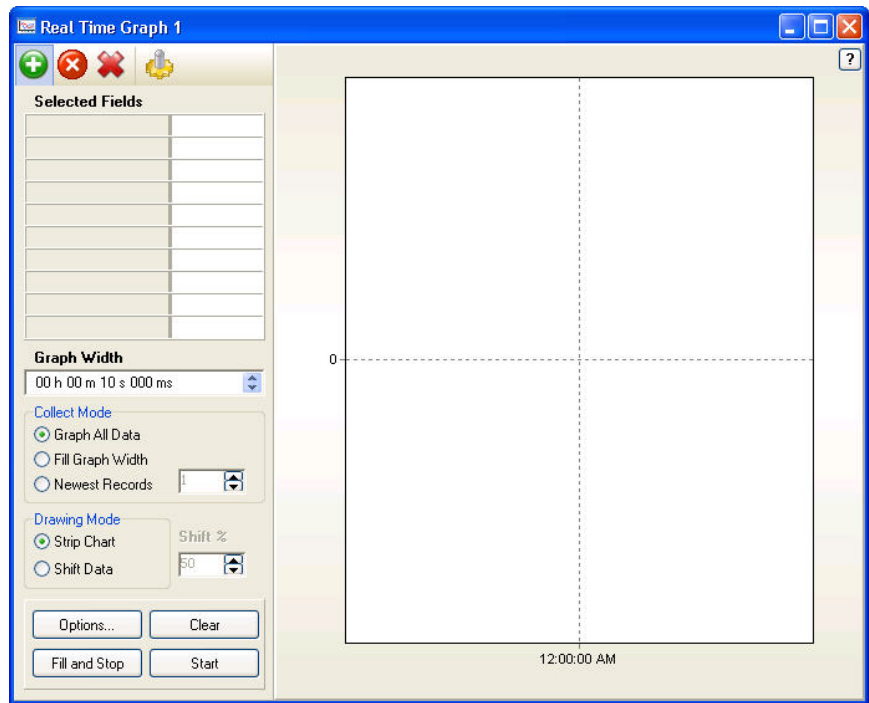 Real Time Graph 1
?
Selected Fields
Graph Width
00 h 00 m 10 s 000 ms
Collect Mode
Graph All Data
Fill Graph Width
Newest Records 1
Drawing Mode
Strip Chart
Shift %
Shift Data 50
Options... Clear
Fill and Stop Start
0
12:00:00 AM